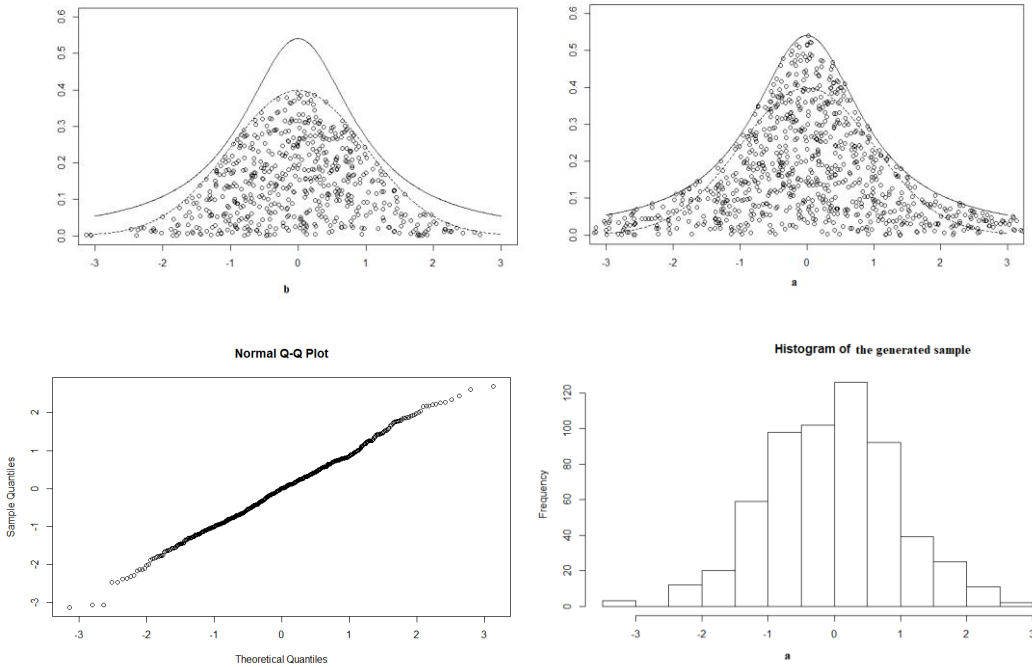 0.6
0.5
0.4
0.3
0.2
0.1
0.0
-3 -2 -1 0 1 2 3
b
0.6
0.5
0.4
0.3
0.2
0.1
0.0
-3 -2 -1 0 1 2 3
a
Normal Q-Q Plot
Sample Quantiles
2
1
0
-1
-2
-3
-3 -2 -1 0 1 2 3
Theoretical Quantiles
Histogram of the generated sample
Frequency
120
100
80
60
40
20
0
-3 -2 -1 0 1 2 3
a